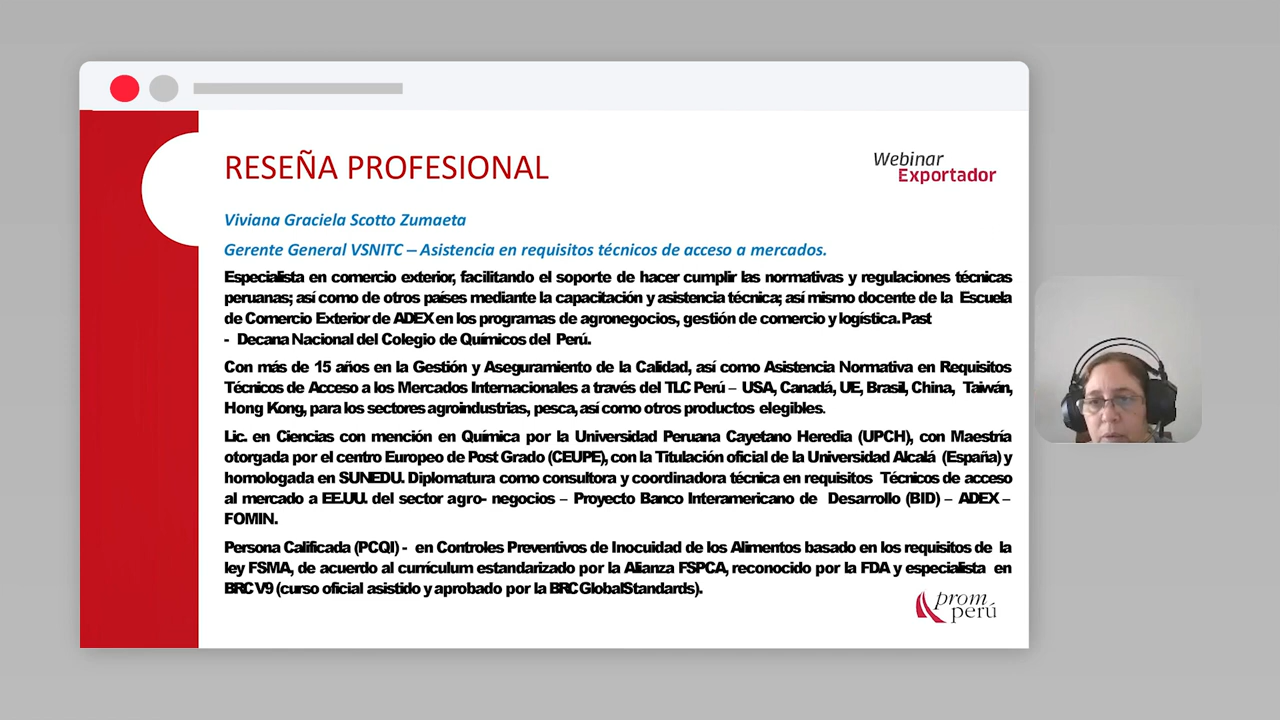 RESEÑA PROFESIONAL
Webinar
Exportador
Viviana Graciela Scotto Zumaeta
Gerente General VSNITC – Asistencia en requisitos técnicos de acceso a mercados.
Especialista en comercio exterior, facilitando el soporte de hacer cumplir las normativas y regulaciones técnicas
peruanas; así como de otros países mediante la capacitación y asistencia técnica; así mismo docente de la Escuela
de Comercio Exterior de ADEX en los programas de agronegocios, gestión de comercio y logística. Past
- Decana Nacional del Colegio de Químicos del Perú.
Con más de 15 años en la Gestión y Aseguramiento de la Calidad, así como Asistencia Normativa en Requisitos
Técnicos de Acceso a los Mercados Internacionales a través del TLC Perú – USA, Canadá, UE, Brasil, China, Taiwán,
Hong Kong, para los sectores agroindustrias, pesca, así como otros productos elegibles.
Lic. en Ciencias con mención en Química por la Universidad Peruana Cayetano Heredia (UPCH), con Maestría
otorgada por el centro Europeo de Post Grado (CEUPE), con la Titulación oficial de la Universidad Alcalá (España) y
homologada en SUNEDU. Diplomatura como consultora y coordinadora técnica en requisitos Técnicos de acceso
al mercado a EE.UU. del sector agro- negocios – Proyecto Banco Interamericano de Desarrollo (BID) – ADEX –
FOMIN.
Persona Calificada (PCQI) - en Controles Preventivos de Inocuidad de los Alimentos basado en los requisitos de la
ley FSMA, de acuerdo al currículum estandarizado por la Alianza FSPCA, reconocido por la FDA y especialista en
BRC V9 (curso oficial asistido y aprobado por la BRC GlobalStandards).
prom
perú